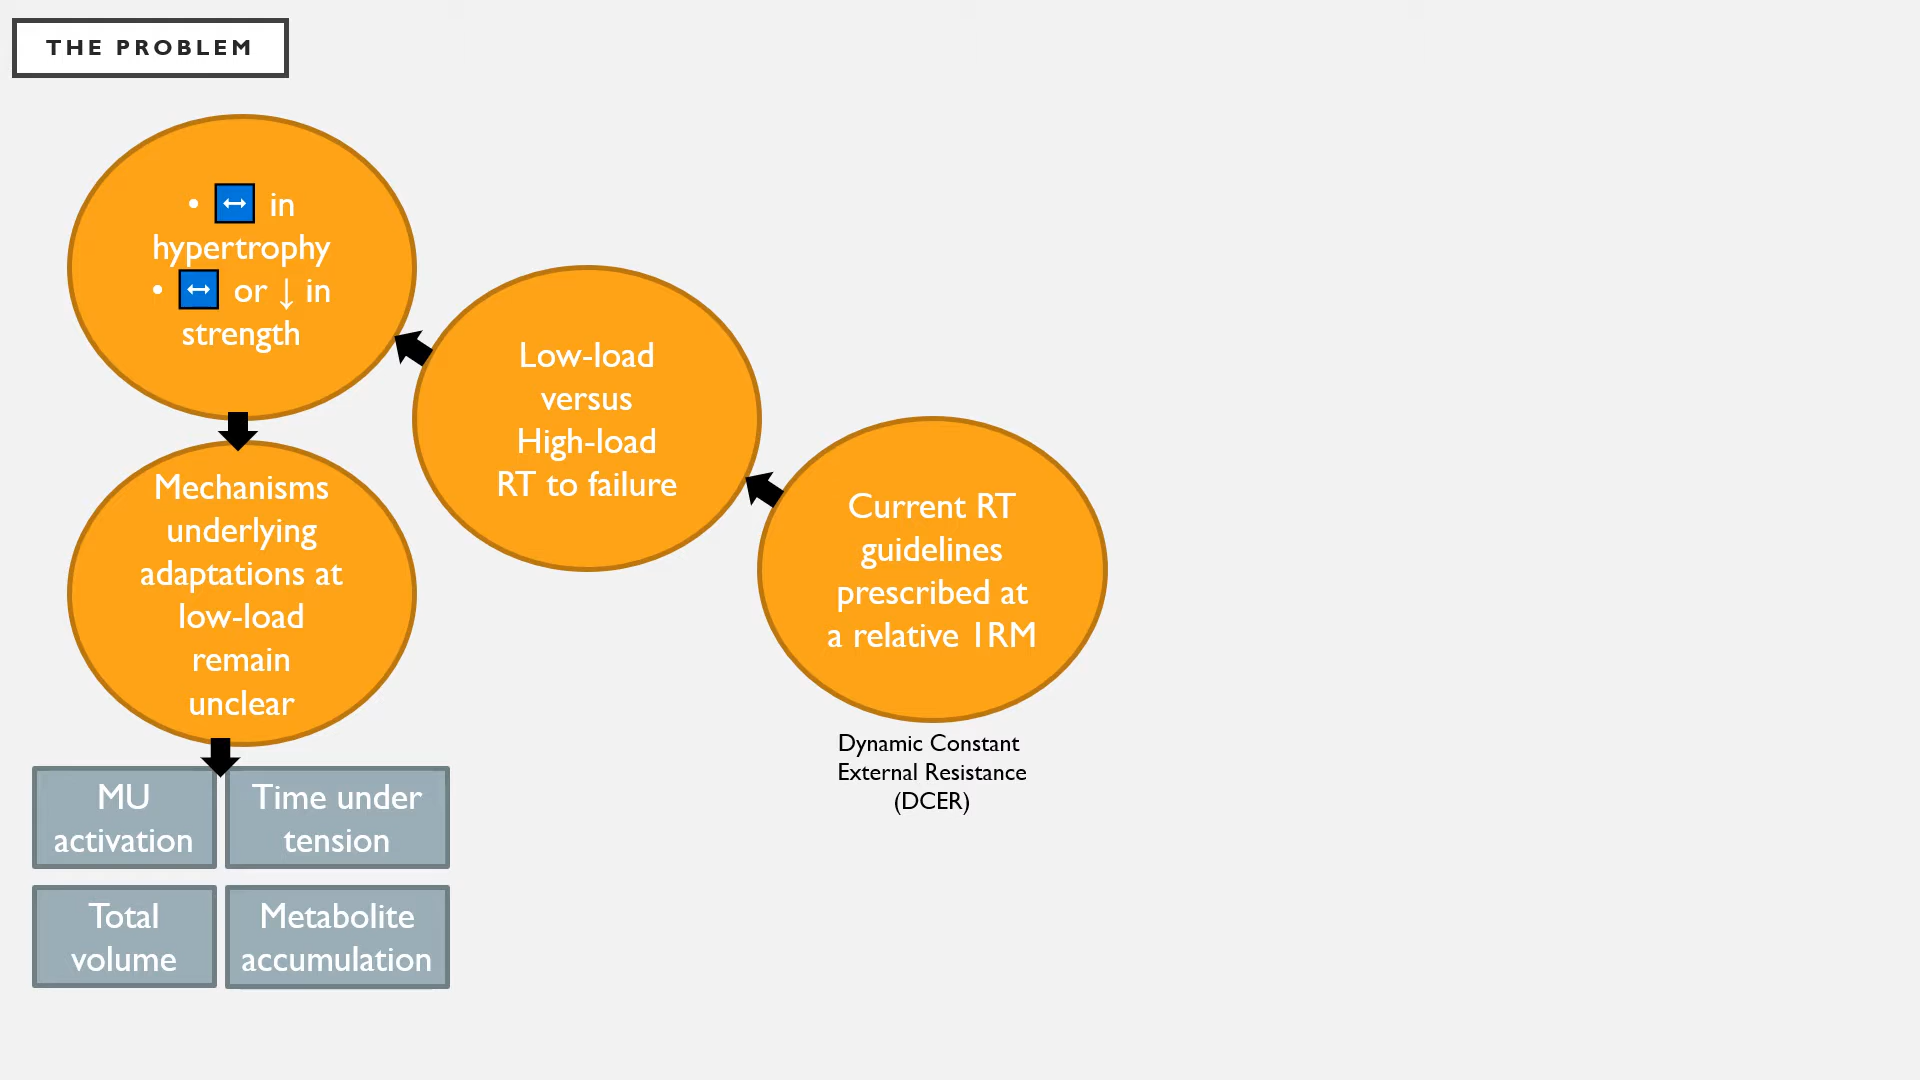 THE PROBLEM
• ↔ in
hypertrophy
• ↔ or ↓ in
strength
Low-load
versus
High-load
RT to failure
Current RT
guidelines
prescribed at
a relative 1RM
Dynamic Constant
External Resistance
(DCER)
Mechanisms
underlying
adaptations at
low-load
remain
unclear
MU
activation
Time under
tension
Total
volume
Metabolite
accumulation